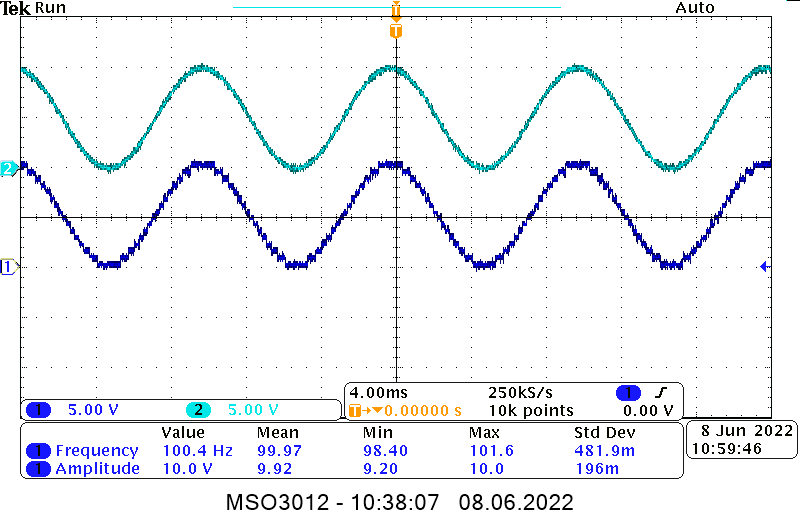 Tek Run Auto
T
T
2
1
1 5.00 V 2 5.00 V
4.00ms 250kS/s 1
T→▼0.00000 s 10k points 0.00 V
Value Mean Min Max Std Dev
1 Frequency 100.4 Hz 99.97 98.40 101.6 481.9m
1 Amplitude 10.0 V 9.92 9.20 10.0 196m
8 Jun 2022
10:59:46
MSO3012 - 10:38:07 08.06.2022